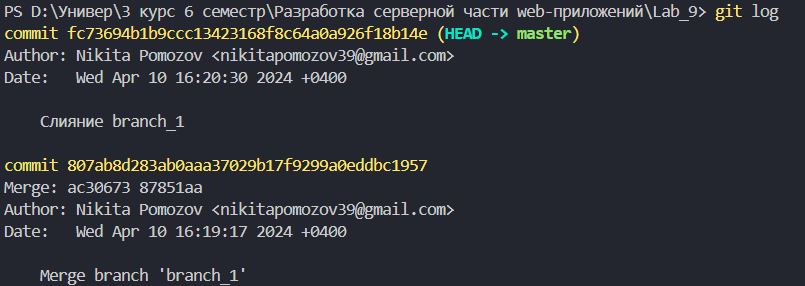 PS D:\Универ\3 курс 6 семестр\Разработка серверной части web-приложений\Lab_9> git log
commit fc73694b1b9ccc13423168f8c64a0a926f18b14e (HEAD -> master)
Author: Nikita Pomozov <nikitapomozov39@gmail.com>
Date:   Wed Apr 10 16:20:30 2024 +0400
    Слияние branch_1
commit 807ab8d283ab0aaa37029b17f9299a0eddbc1957
Merge: ac30673 87851aa
Author: Nikita Pomozov <nikitapomozov39@gmail.com>
Date:   Wed Apr 10 16:19:17 2024 +0400
    Merge branch 'branch_1'